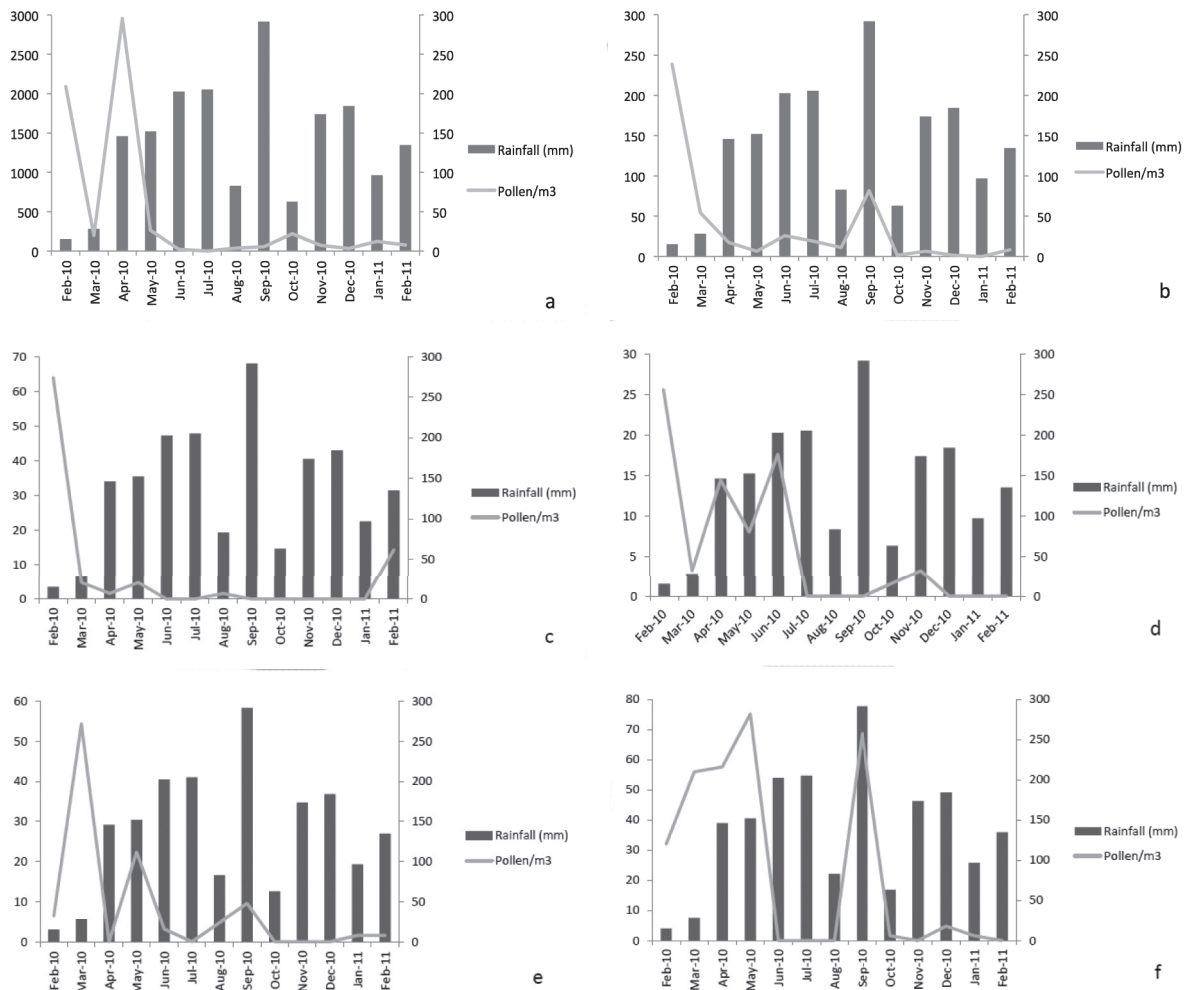 3000
2500
2000
1500
1000
500
0
300
250
200
150
100
50
0
Rainfall (mm)
Pollen/m3
Feb-10
Mar-10
Apr-10
May-10
Jun-10
Jul-10
Aug-10
Sep-10
Oct-10
Nov-10
Dec-10
Jan-11
Feb-11
a
300
250
200
150
100
50
0
300
250
200
150
100
50
0
Rainfall (mm)
Pollen/m3
Feb-10
Mar-10
Apr-10
May-10
Jun-10
Jul-10
Aug-10
Sep-10
Oct-10
Nov-10
Dec-10
Jan-11
Feb-11
b
70
60
50
40
30
20
10
0
300
250
200
150
100
50
0
Rainfall (mm)
Pollen/m3
Feb-10
Mar-10
Apr-10
May-10
Jun-10
Jul-10
Aug-10
Sep-10
Oct-10
Nov-10
Dec-10
Jan-11
Feb-11
c
30
25
20
15
10
5
0
300
250
200
150
100
50
0
Rainfall (mm)
Pollen/m3
Feb-10
Mar-10
Apr-10
May-10
Jun-10
Jul-10
Aug-10
Sep-10
Oct-10
Nov-10
Dec-10
Jan-11
Feb-11
d
60
50
40
30
20
10
0
300
250
200
150
100
50
0
Rainfall (mm)
Pollen/m3
Feb-10
Mar-10
Apr-10
May-10
Jun-10
Jul-10
Aug-10
Sep-10
Oct-10
Nov-10
Dec-10
Jan-11
Feb-11
e
80
70
60
50
40
30
20
10
0
300
250
200
150
100
50
0
Rainfall (mm)
Pollen/m3
Feb-10
Mar-10
Apr-10
May-10
Jun-10
Jul-10
Aug-10
Sep-10
Oct-10
Nov-10
Dec-10
Jan-11
Feb-11
f